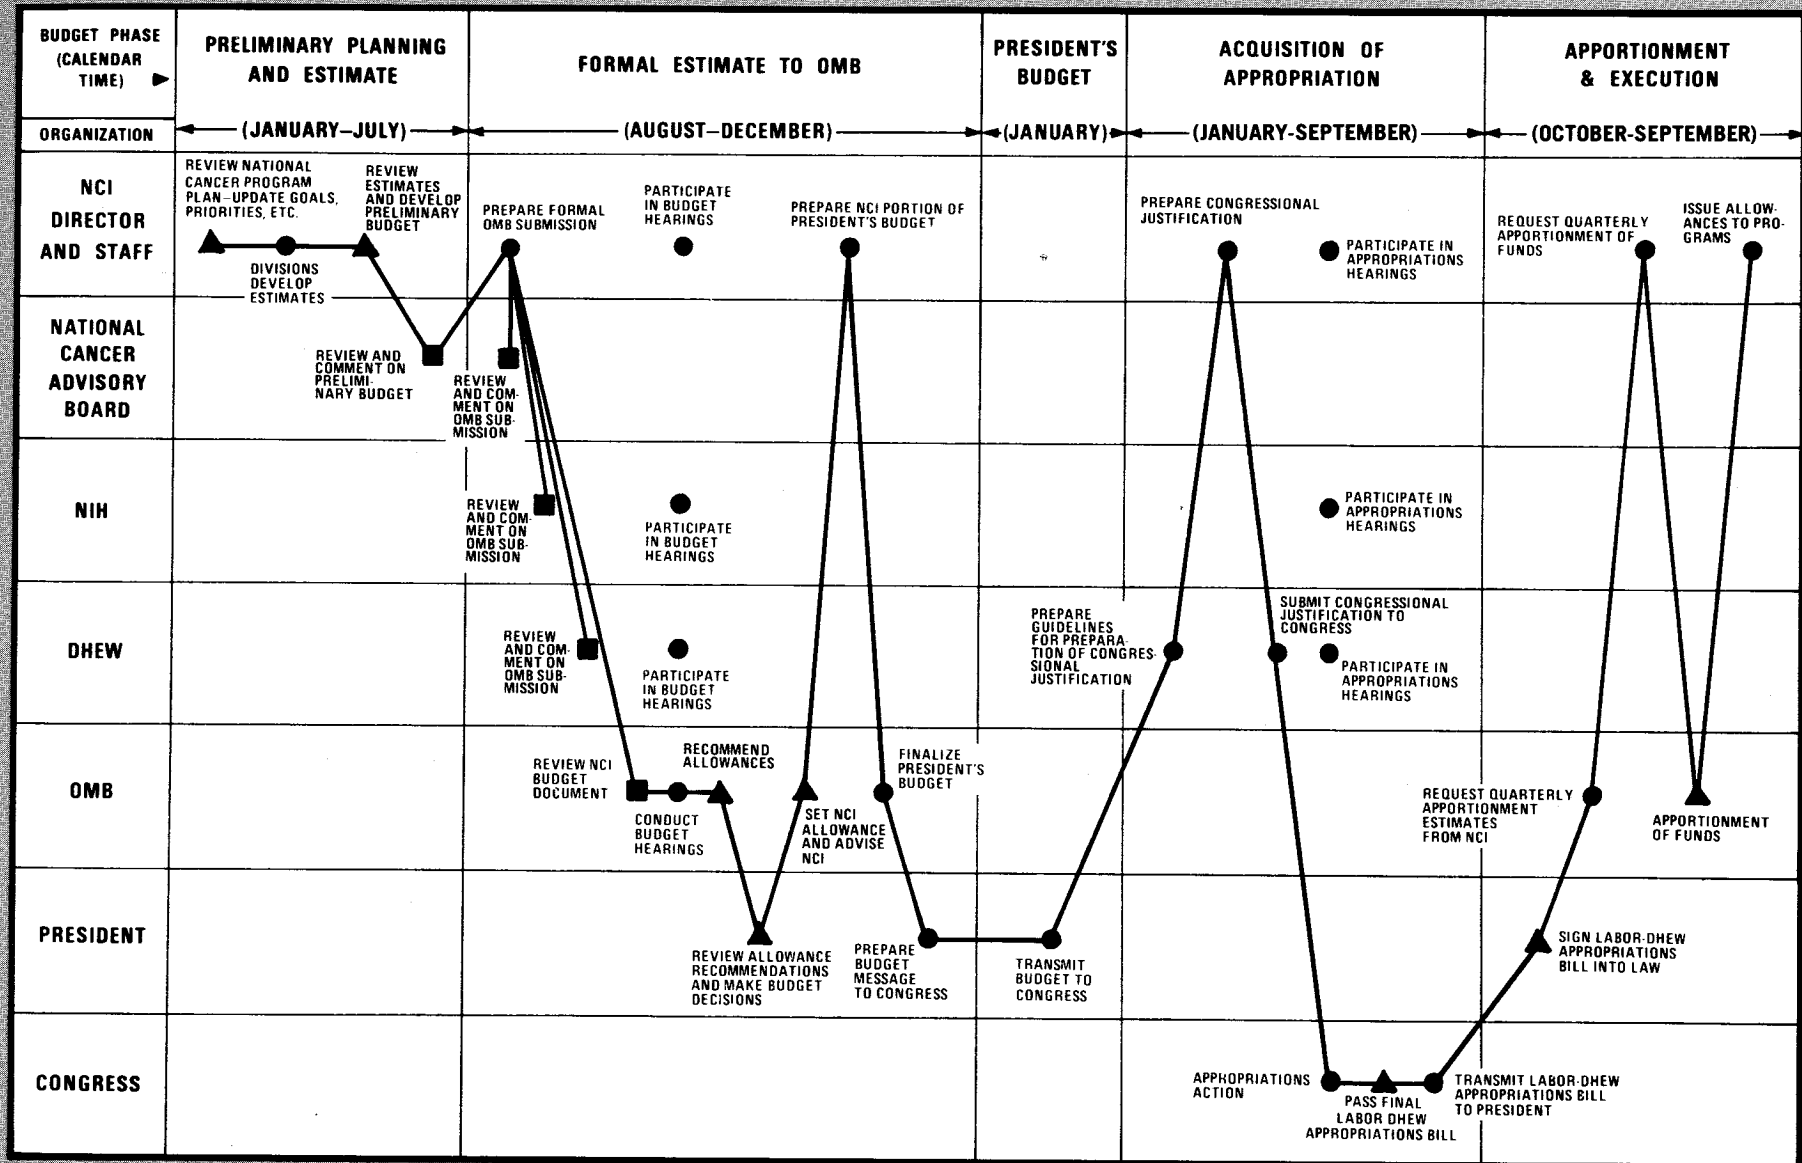 BUDGET PHASE
(CALENDAR
TIME)
PRELIMINARY PLANNING
AND ESTIMATE
FORMAL ESTIMATE TO OMB
PRESIDENT'S
BUDGET
ACQUISITION OF
APPROPRIATION
APPORTIONMENT
& EXECUTION
ORGANIZATION
(JANUARY–JULY)
(AUGUST–DECEMBER)
(JANUARY)
(JANUARY-SEPTEMBER)
(OCTOBER-SEPTEMBER)
NCI
DIRECTOR
AND STAFF
REVIEW NATIONAL
CANCER PROGRAM
PLAN–UPDATE GOALS,
PRIORITIES, ETC.
DIVISIONS
DEVELOP
ESTIMATES
REVIEW
ESTIMATES
AND DEVELOP
PRELIMINARY
BUDGET
PREPARE FORMAL
OMB SUBMISSION
PARTICIPATE
IN BUDGET
HEARINGS
PREPARE NCI PORTION OF
PRESIDENT'S BUDGET
PREPARE CONGRESSIONAL
JUSTIFICATION
PARTICIPATE IN
APPROPRIATIONS
HEARINGS
REQUEST QUARTERLY
APPORTIONMENT OF
FUNDS
ISSUE ALLOW-
ANCES TO PRO-
GRAMS
NATIONAL
CANCER
ADVISORY
BOARD
REVIEW AND
COMMENT ON
PRELIMI-
NARY BUDGET
REVIEW
AND COM-
MENT ON
OMB SUB-
MISSION
NIH
REVIEW
AND COM-
MENT ON
OMB SUB-
MISSION
PARTICIPATE
IN BUDGET
HEARINGS
PARTICIPATE IN
APPROPRIATIONS
HEARINGS
DHEW
REVIEW
AND COM-
MENT ON
OMB SUB-
MISSION
PARTICIPATE
IN BUDGET
HEARINGS
PREPARE
GUIDELINES
FOR PREPARA-
TION OF CONGRES-
SIONAL
JUSTIFICATION
SUBMIT CONGRESSIONAL
JUSTIFICATION TO
CONGRESS
PARTICIPATE IN
APPROPRIATIONS
HEARINGS
OMB
REVIEW NCI
BUDGET
DOCUMENT
CONDUCT
BUDGET
HEARINGS
RECOMMEND
ALLOWANCES
SET NCI
ALLOWANCE
AND ADVISE
NCI
FINALIZE
PRESIDENT'S
BUDGET
REQUEST QUARTERLY
APPORTIONMENT
ESTIMATES
FROM NCI
APPORTIONMENT
OF FUNDS
PRESIDENT
REVIEW ALLOWANCE
RECOMMENDATIONS
AND MAKE BUDGET
DECISIONS
PREPARE
BUDGET
MESSAGE
TO CONGRESS
TRANSMIT
BUDGET TO
CONGRESS
SIGN LABOR-DHEW
APPROPRIATIONS
BILL INTO LAW
CONGRESS
APPROPRIATIONS
ACTION
PASS FINAL
LABOR DHEW
APPROPRIATIONS BILL
TRANSMIT LABOR-DHEW
APPROPRIATIONS BILL
TO PRESIDENT